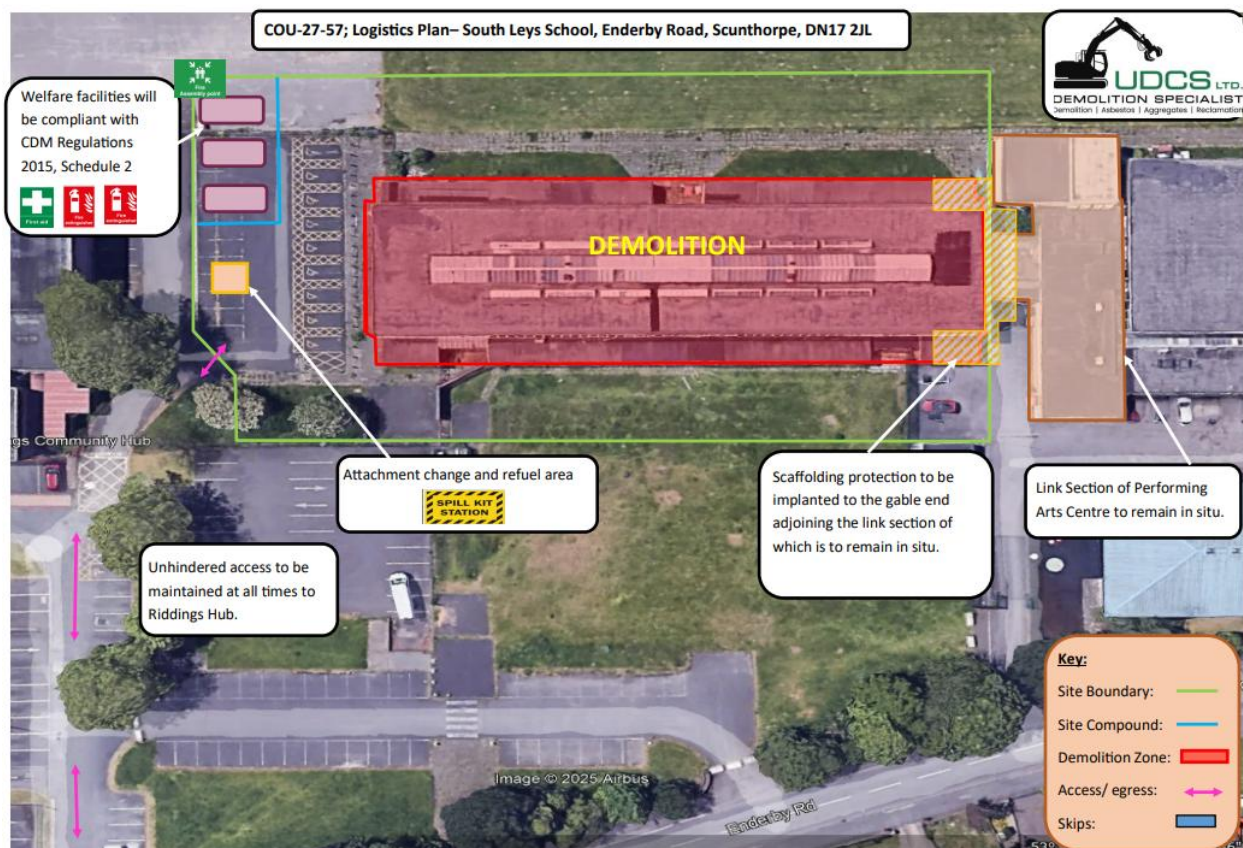 COU-27-57; Logistics Plan– South Leys School, Enderby Road, Scunthorpe, DN17 2JL
UDCS LTD.
DEMOLITION SPECIALIST
Demolition | Asbestos | Aggregates | Reclamation
Fire
Assembly point
Welfare facilities will
be compliant with
CDM Regulations
2015, Schedule 2
First aid
Fire
extinguisher
Fire
extinguisher
DEMOLITION
ngs Community Hub
Attachment change and refuel area
SPILL KIT
STATION
Scaffolding protection to be
implanted to the gable end
adjoining the link section of
which is to remain in situ.
Link Section of Performing
Arts Centre to remain in situ.
Unhindered access to be
maintained at all times to
Riddings Hub.
Image © 2025 Airbus
Enderby Rd
Key:
Site Boundary:
Site Compound:
Demolition Zone:
Access/ egress:
Skips: